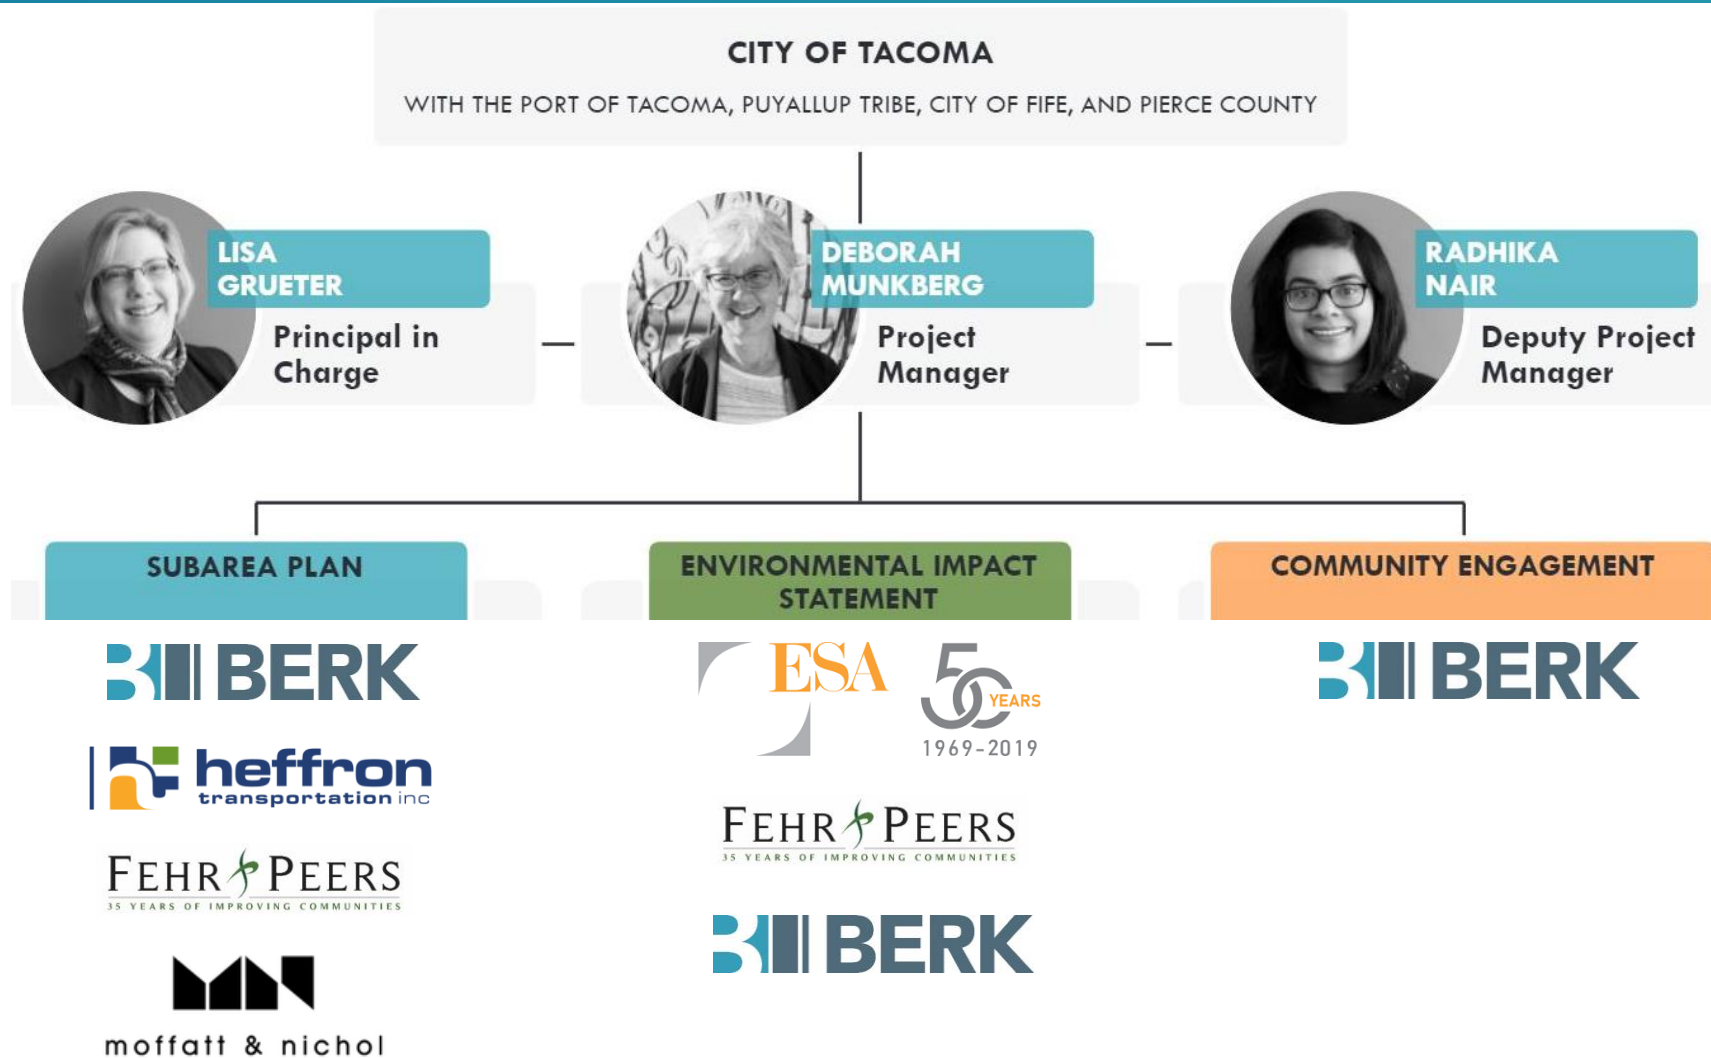 CITY OF TACOMA
WITH THE PORT OF TACOMA, PUYALLUP TRIBE, CITY OF FIFE, AND PIERCE COUNTY
LISA
GRUETER
Principal in
Charge
DEBORAH
MUNKBERG
Project
Manager
RADHIKA
NAIR
Deputy Project
Manager
SUBAREA PLAN
BERK
heffron
transportation inc
FEHR PEERS
35 YEARS OF IMPROVING COMMUNITIES
moffatt & nichol
ENVIRONMENTAL IMPACT
STATEMENT
ESA
50
YEARS
1969-2019
FEHR PEERS
35 YEARS OF IMPROVING COMMUNITIES
BERK
COMMUNITY ENGAGEMENT
BERK